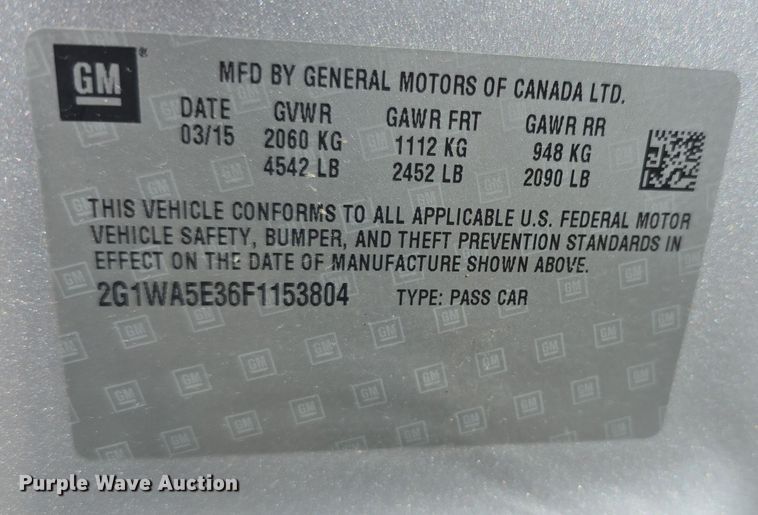 GM®
MFD BY GENERAL MOTORS OF CANADA LTD.
DATE GVWR GAWR FRT GAWR RR
03/15 2060 KG 1112 KG 948 KG
4542 LB 2452 LB 2090 LB
THIS VEHICLE CONFORMS TO ALL APPLICABLE U.S. FEDERAL MOTOR
VEHICLE SAFETY, BUMPER, AND THEFT PREVENTION STANDARDS IN
EFFECT ON THE DATE OF MANUFACTURE SHOWN ABOVE.
2G1WA5E36F1153804 TYPE: PASS CAR
Purple Wave Auction